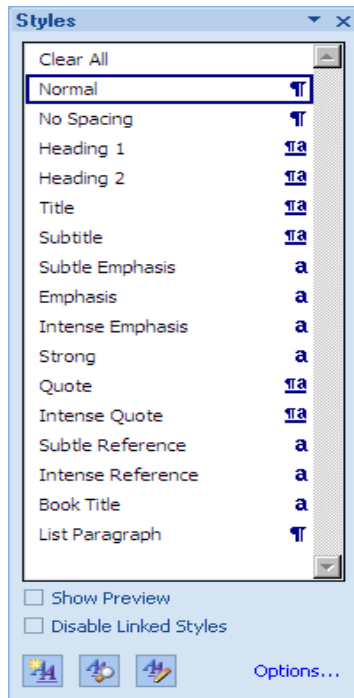 Styles
Clear All
Normal ¶
No Spacing ¶
Heading 1 ¶a
Heading 2 ¶a
Title ¶a
Subtitle ¶a
Subtle Emphasis a
Emphasis a
Intense Emphasis a
Strong a
Quote ¶a
Intense Quote ¶a
Subtle Reference a
Intense Reference a
Book Title a
List Paragraph ¶
Show Preview
Disable Linked Styles
Options...